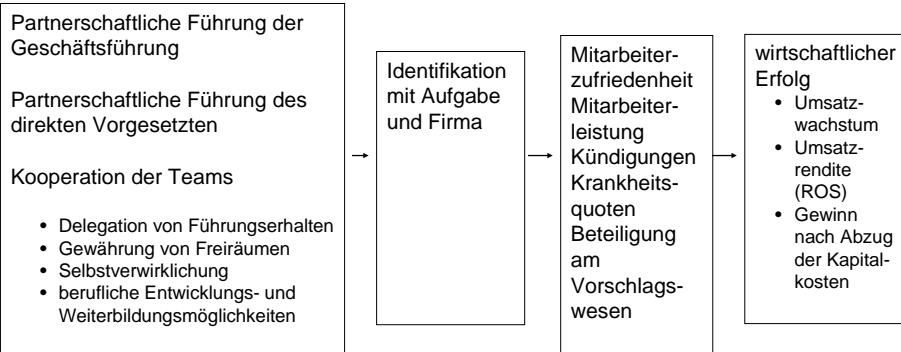 Partnerschaftliche Führung der
Geschäftsführung
Partnerschaftliche Führung des
direkten Vorgesetzten
Kooperation der Teams
• Delegation von Führungserhalten
• Gewährung von Freiräumen
• Selbstverwirklichung
• berufliche Entwicklungs- und
Weiterbildungsmöglichkeiten
Identifikation
mit Aufgabe
und Firma
Mitarbeiter-
zufriedenheit
Mitarbeiter-
leistung
Kündigungen
Krankheits-
quoten
Beteiligung
am
Vorschlags-
wesen
wirtschaftlicher
Erfolg
• Umsatz-
wachstum
• Umsatz-
rendite
(ROS)
• Gewinn
nach Abzug
der Kapital-
kosten